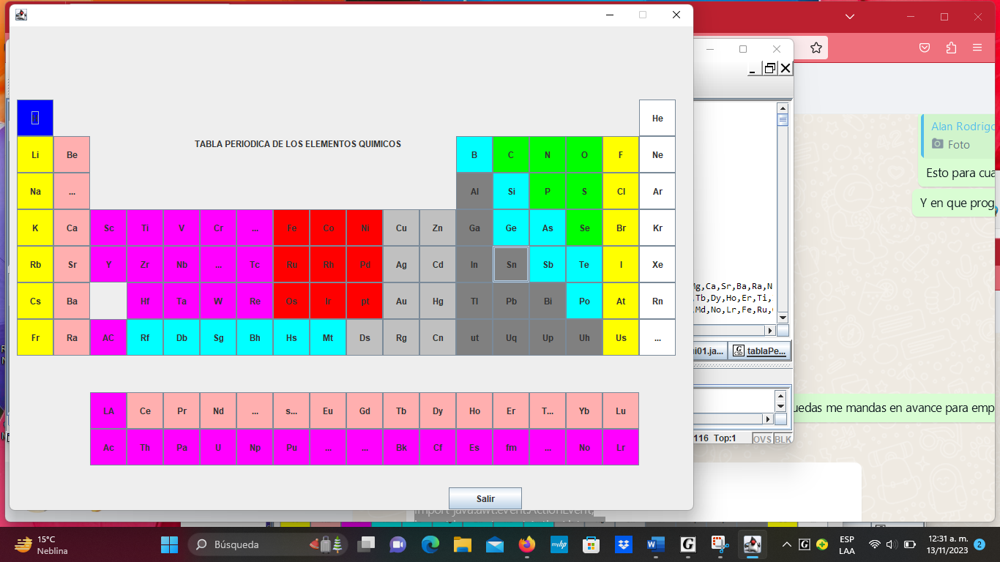 He
TABLA PERIODICA DE LOS ELEMENTOS QUIMICOS
Li Be B C N O F Ne
Na ... Al Si P S Cl Ar
K Ca Sc Ti V Cr ... Fe Co Ni Cu Zn Ga Ge As Se Br Kr
Rb Sr Y Zr Nb ... Tc Ru Rh Pd Ag Cd In Sn Sb Te I Xe
Cs Ba Hf Ta W Re Os Ir pt Au Hg Tl Pb Bi Po At Rn
Fr Ra AC Rf Db Sg Bh Hs Mt Ds Rg Cn ut Uq Up Uh Us ...
LA Ce Pr Nd ... s... Eu Gd Tb Dy Ho Er T... Yb Lu
Ac Th Pa U Np Pu ... ... Bk Cf Es fm ... No Lr
Salir
Alan Rodrigo
Foto
Esto para cua
Y en que prog
Mg,Ca,Sr,Ba,Ra,N
,Tb,Dy,Ho,Er,Ti,
,Md,No,Lr,Fe,Ru,
ui01.ja... tablaPe...
uedas me mandas en avance para emp
116 Top:1 OVS BLK
import java.awt.event.ActionEvent;
15°C
Neblina
Búsqueda
myhp
ESP
LAA
12:31 a. m.
13/11/2023
2